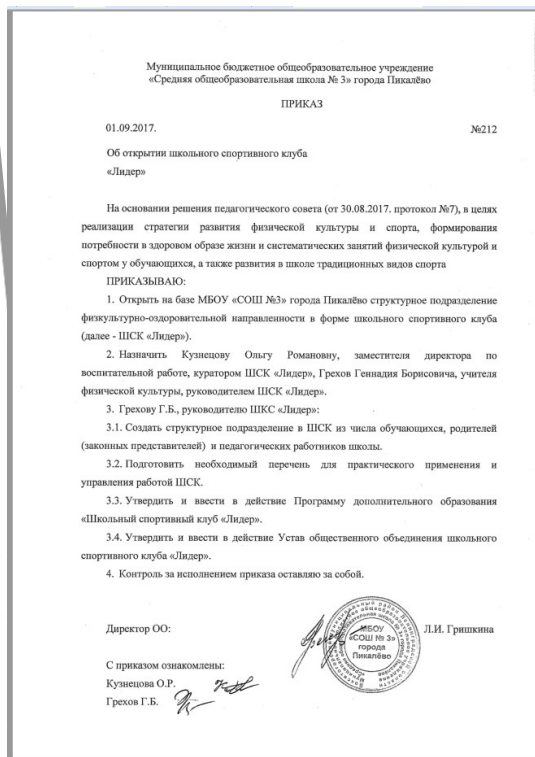 Муниципальное бюджетное общеобразовательное учреждение
«Средняя общеобразовательная школа № 3» города Пикалёво
ПРИКАЗ
01.09.2017. №212
Об открытии школьного спортивного клуба
«Лидер»
На основании решения педагогического совета (от 30.08.2017. протокол №7), в целях
реализации стратегии развития физической культуры и спорта, формирования
потребности в здоровом образе жизни и систематических занятий физической культурой и
спортом у обучающихся, а также развития в школе традиционных видов спорта
ПРИКАЗЫВАЮ:
1. Открыть на базе МБОУ «СОШ №3» города Пикалёво структурное подразделение
физкультурно-оздоровительной направленности в форме школьного спортивного клуба
(далее - ШСК «Лидер»).
2. Назначить Кузнецову Ольгу Романовну, заместителя директора по
воспитательной работе, куратором ШСК «Лидер», Грехов Геннадия Борисовича, учителя
физической культуры, руководителем ШСК «Лидер».
3. Грехову Г.Б., руководителю ШКС «Лидер»:
3.1. Создать структурное подразделение в ШСК из числа обучающихся, родителей
(законных представителей) и педагогических работников школы.
3.2. Подготовить необходимый перечень для практического применения и
управления работой ШСК.
3.3. Утвердить и ввести в действие Программу дополнительного образования
«Школьный спортивный клуб «Лидер».
3.4. Утвердить и ввести в действие Устав общественного объединения школьного
спортивного клуба «Лидер».
4. Контроль за исполнением приказа оставляю за собой.
Директор ОО: Л.И. Гришкина
МБОУ
«СОШ № 3»
города
Пикалёво
С приказом ознакомлены:
Кузнецова О.Р.
Грехов Г.Б.